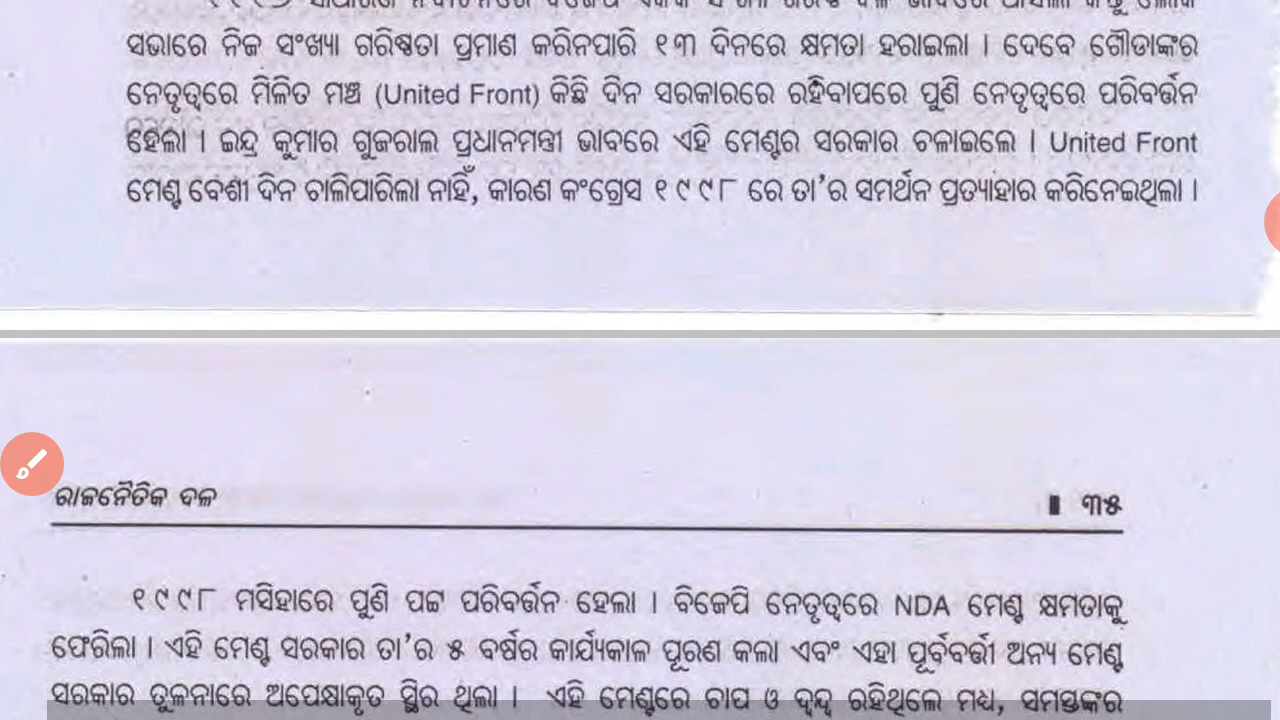 ସଭାରେ ନିଜ ସଂଖ୍ୟା ଗରିଷ୍ଠତା ପ୍ରମାଣ କରିନପାରି ୧୩ ଦିନରେ କ୍ଷମତା ହରାଇଲା । ଦେବେ ଗୌଡାଙ୍କର
ନେତୃତ୍ୱରେ ମିଳିତ ମଞ୍ଚ (United Front) କିଛି ଦିନ ସରକାରରେ ରହିବାପରେ ପୁଣି ନେତୃତ୍ୱରେ ପରିବର୍ତ୍ତନ
ହେଲା । ଇନ୍ଦ୍ର କୁମାର ଗୁଜରାଲ ପ୍ରଧାନମନ୍ତ୍ରୀ ଭାବରେ ଏହି ମେଣ୍ଟର ସରକାର ଚଳାଇଲେ । United Front
ମେଣ୍ଟ ବେଶୀ ଦିନ ଚାଲିପାରିଲା ନାହିଁ, କାରଣ କଂଗ୍ରେସ ୧୯୯୮ ରେ ତା'ର ସମର୍ଥନ ପ୍ରତ୍ୟାହାର କରିନେଇଥିଲା ।
ରାଜନୈତିକ ଦଳ ୩୫
୧୯୯୮ ମସିହାରେ ପୁଣି ପଟ୍ଟ ପରିବର୍ତ୍ତନ ହେଲା । ବିଜେପି ନେତୃତ୍ୱରେ NDA ମେଣ୍ଟ କ୍ଷମତାକୁ
ଫେରିଲା । ଏହି ମେଣ୍ଟ ସରକାର ତା'ର ୫ ବର୍ଷର କାର୍ଯ୍ୟକାଳ ପୂରଣ କଲା ଏବଂ ଏହା ପୂର୍ବବର୍ତ୍ତୀ ଅନ୍ୟ ମେଣ୍ଟ
ସରକାର ତୁଳନାରେ ଅପେକ୍ଷାକୃତ ସ୍ଥିର ଥିଲା । ଏହି ମେଣ୍ଟରେ ଚାପ ଓ ଦ୍ୱନ୍ଦ୍ୱ ରହିଥିଲେ ମଧ୍ୟ, ସମସ୍ତଙ୍କର